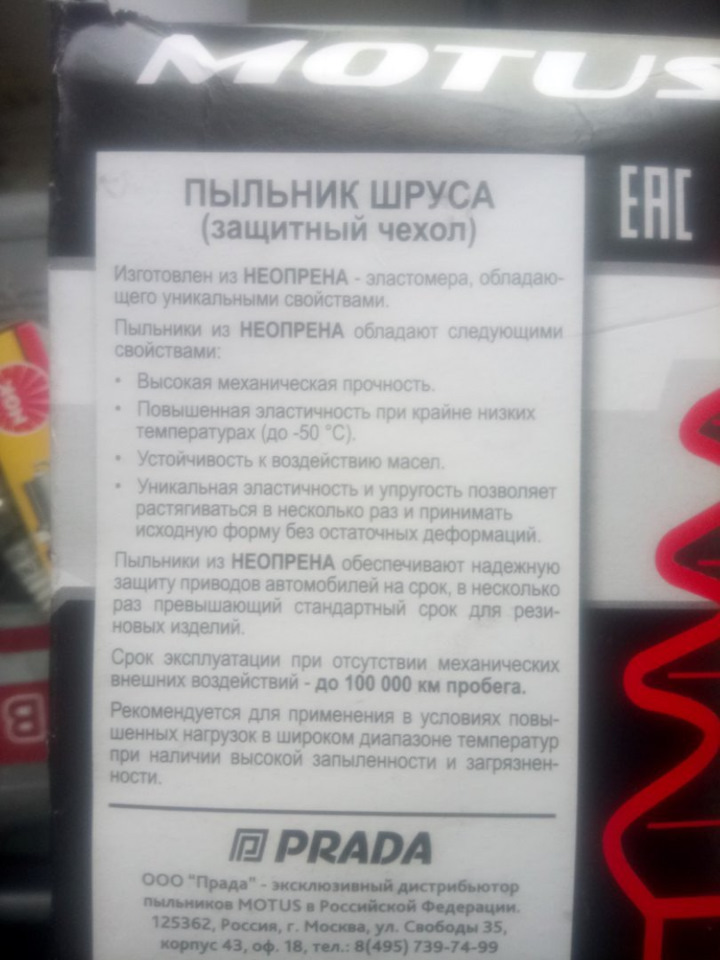 MOTUS
EAC
ПЫЛЬНИК ШРУСА
(защитный чехол)
Изготовлен из НЕОПРЕНА - эластомера, обладаю-
щего уникальными свойствами.
Пыльники из НЕОПРЕНА обладают следующими
свойствами:
• Высокая механическая прочность.
• Повышенная эластичность при крайне низких
температурах (до -50 °C).
• Устойчивость к воздействию масел.
• Уникальная эластичность и упругость позволяет
растягиваться в несколько раз и принимать
исходную форму без остаточных деформаций.
Пыльники из НЕОПРЕНА обеспечивают надежную
защиту приводов автомобилей на срок, в несколько
раз превышающий стандартный срок для рези-
новых изделий.
Срок эксплуатации при отсутствии механических
внешних воздействий - до 100 000 км пробега.
Рекомендуется для применения в условиях повы-
шенных нагрузок в широком диапазоне температур
при наличии высокой запыленности и загрязнен-
ности.
PRADA
ООО "Прада" - эксклюзивный дистрибьютор
пыльников MOTUS в Российской Федерации.
125362, Россия, г. Москва, ул. Свободы 35,
корпус 43, оф. 18, тел.: 8(495) 739-74-99
NGK
B